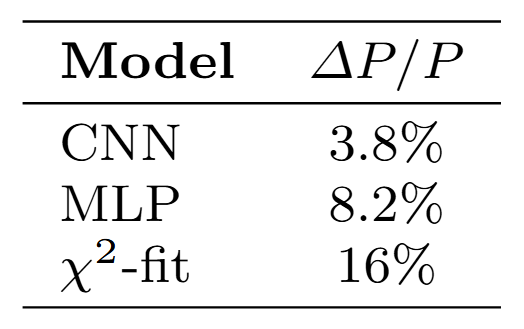 Model ΔP/P
CNN 3.8%
MLP 8.2%
χ²-fit 16%